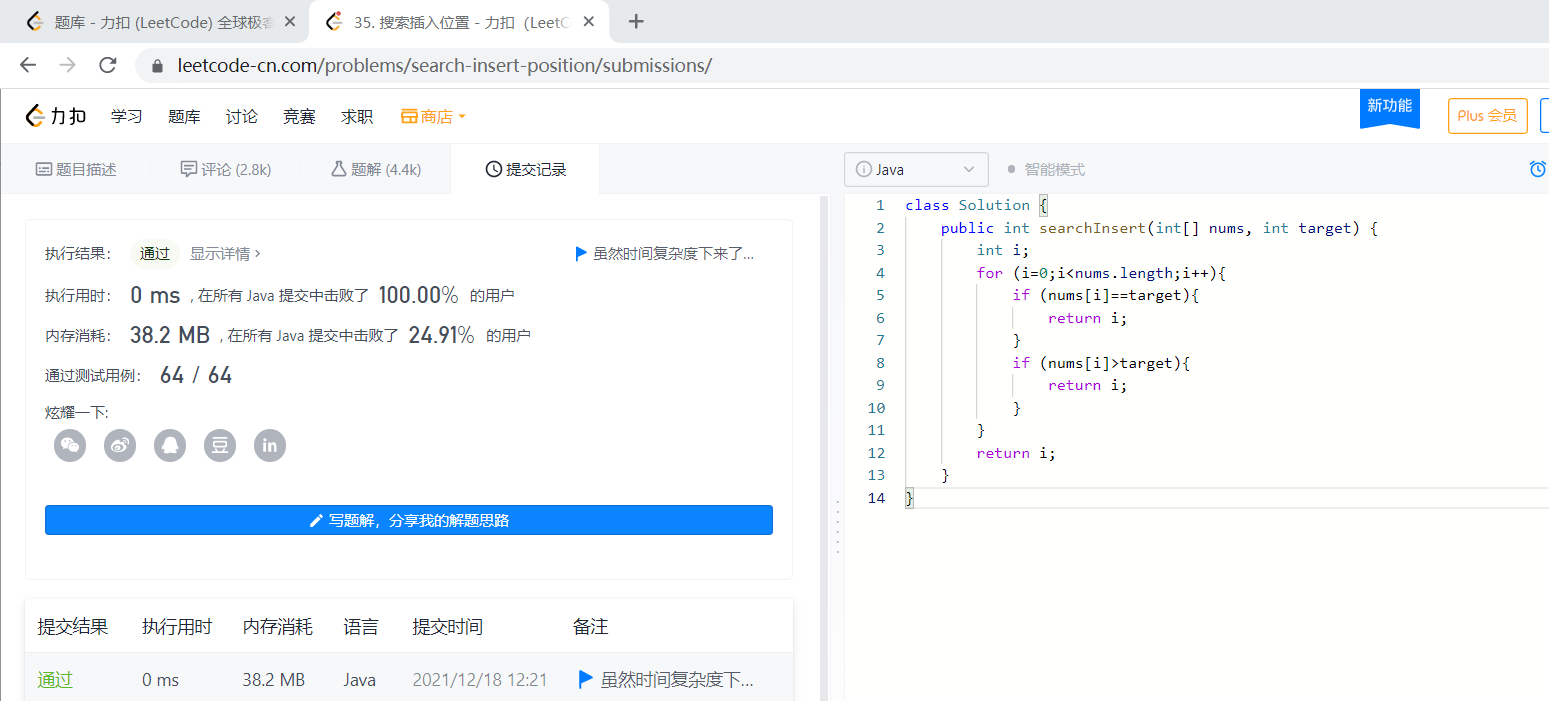 题库 - 力扣 (LeetCode) 全球极客
35. 搜索插入位置 - 力扣 (LeetCo
leetcode-cn.com/problems/search-insert-position/submissions/
力扣 学习 题库 讨论 竞赛 求职 商店 新功能 Plus 会员
题目描述 评论 (2.8k) 题解 (4.4k) 提交记录
执行结果： 通过 显示详情 > 虽然时间复杂度下来了...
执行用时： 0 ms , 在所有 Java 提交中击败了 100.00% 的用户
内存消耗： 38.2 MB , 在所有 Java 提交中击败了 24.91% 的用户
通过测试用例： 64 / 64
炫耀一下:
豆 in
写题解，分享我的解题思路
提交结果 执行用时 内存消耗 语言 提交时间 备注
通过 0 ms 38.2 MB Java 2021/12/18 12:21 虽然时间复杂度下...
Java 智能模式
1 class Solution {
2 public int searchInsert(int[] nums, int target) {
3 int i;
4 for (i=0;i<nums.length;i++){
5 if (nums[i]==target){
6 return i;
7 }
8 if (nums[i]>target){
9 return i;
10 }
11 }
12 return i;
13 }
14 }